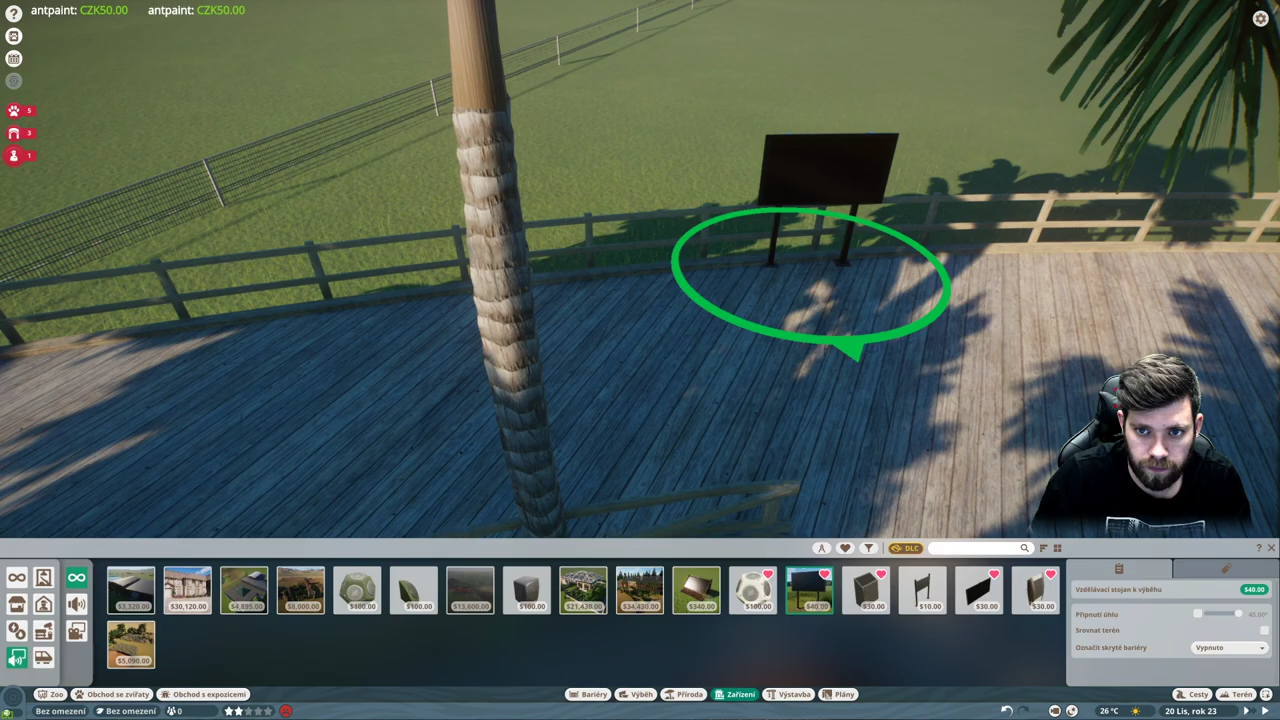 antpaint: CZK50.00 antpaint: CZK50.00
5
3
1
DLC
$3,320.00 $30,120.00 $4,895.00 $8,000.00 $100.00 $100.00 $13,600.00 $100.00 $21,430.00 $34,430.00 $340.00 $100.00 $40.00 $30.00 $10.00 $30.00 $30.00
$5,090.00
Vzdělávací stojan k výběhu $40.00
Připnutí úhlu 45.00°
Srovnat terén
Označit skryté bariéry Vypnuto
Zoo Obchod se zvířaty Obchod s expozicemi Bariéry Výběh Příroda Zařízení Výstavba Plány Cesty Terén
Bez omezení Bez omezení 0 26 °C 20 Lis, rok 23